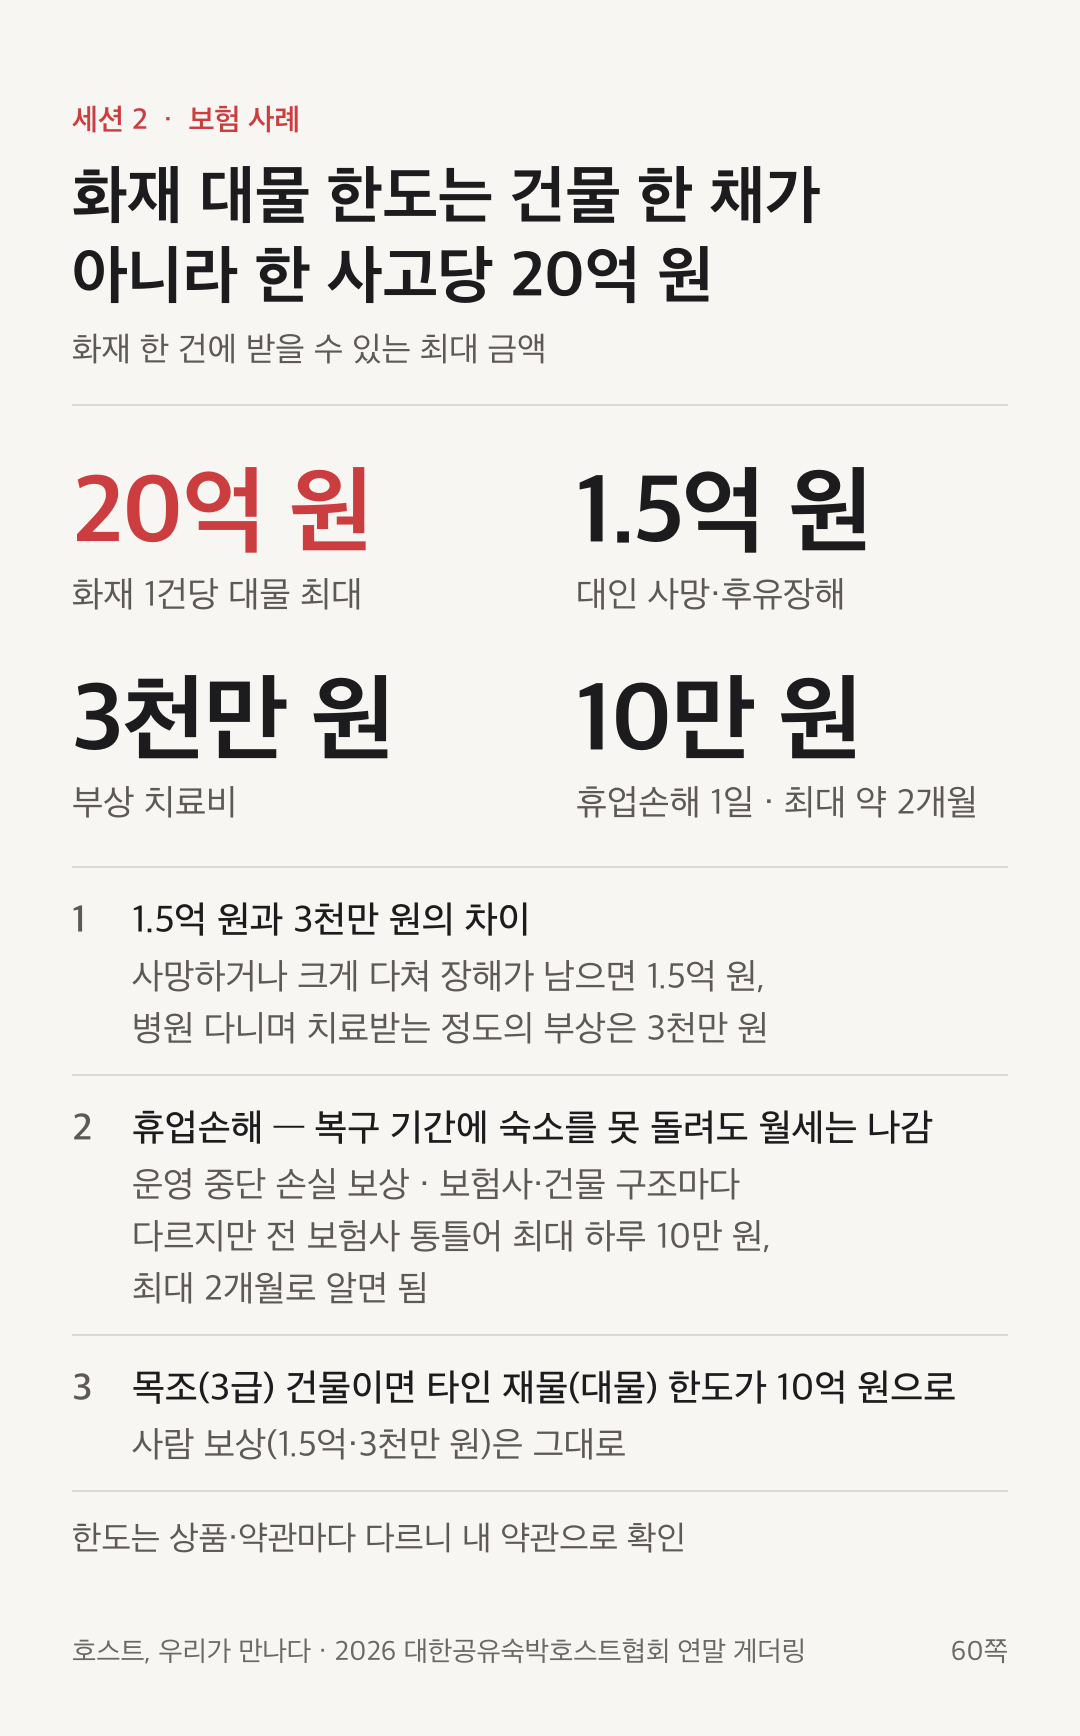 세션 2 · 보험 사례
화재 대물 한도는 건물 한 채가
아니라 한 사고당 20억 원
화재 한 건에 받을 수 있는 최대 금액
20억 원
화재 1건당 대물 최대
1.5억 원
대인 사망·후유장해
3천만 원
부상 치료비
10만 원
휴업손해 1일 · 최대 약 2개월
1 1.5억 원과 3천만 원의 차이
사망하거나 크게 다쳐 장해가 남으면 1.5억 원,
병원 다니며 치료받는 정도의 부상은 3천만 원
2 휴업손해 — 복구 기간에 숙소를 못 돌려도 월세는 나감
운영 중단 손실 보상 · 보험사·건물 구조마다
다르지만 전 보험사 통틀어 최대 하루 10만 원,
최대 2개월로 알면 됨
3 목조(3급) 건물이면 타인 재물(대물) 한도가 10억 원으로
사람 보상(1.5억·3천만 원)은 그대로
한도는 상품·약관마다 다르니 내 약관으로 확인
호스트, 우리가 만나다 · 2026 대한공유숙박호스트협회 연말 게더링 60쪽